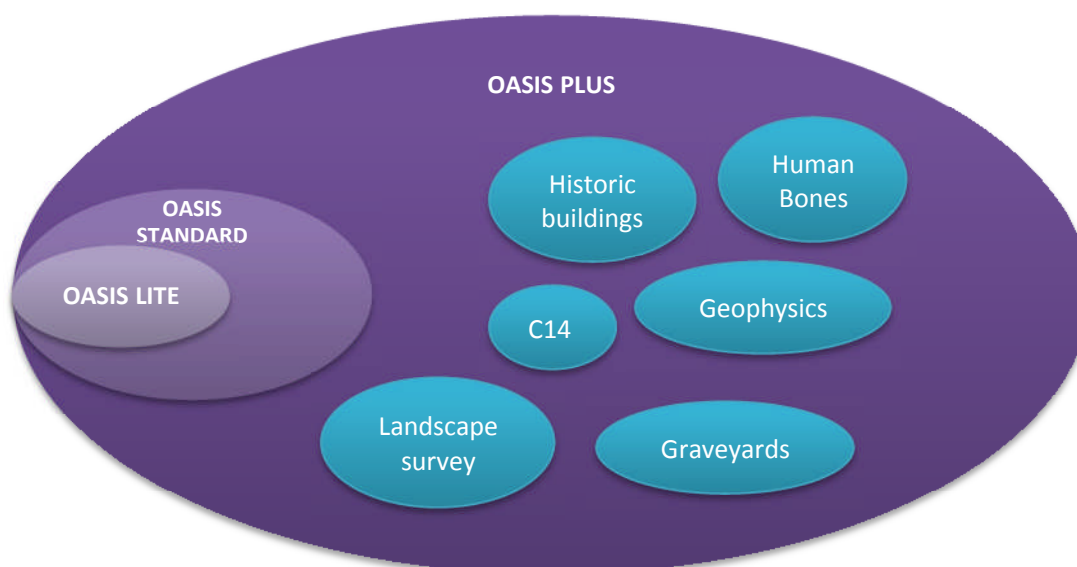 OASIS PLUS
Historic
buildings
Human
Bones
OASIS
STANDARD
OASIS LITE
C14
Geophysics
Landscape
survey
Graveyards